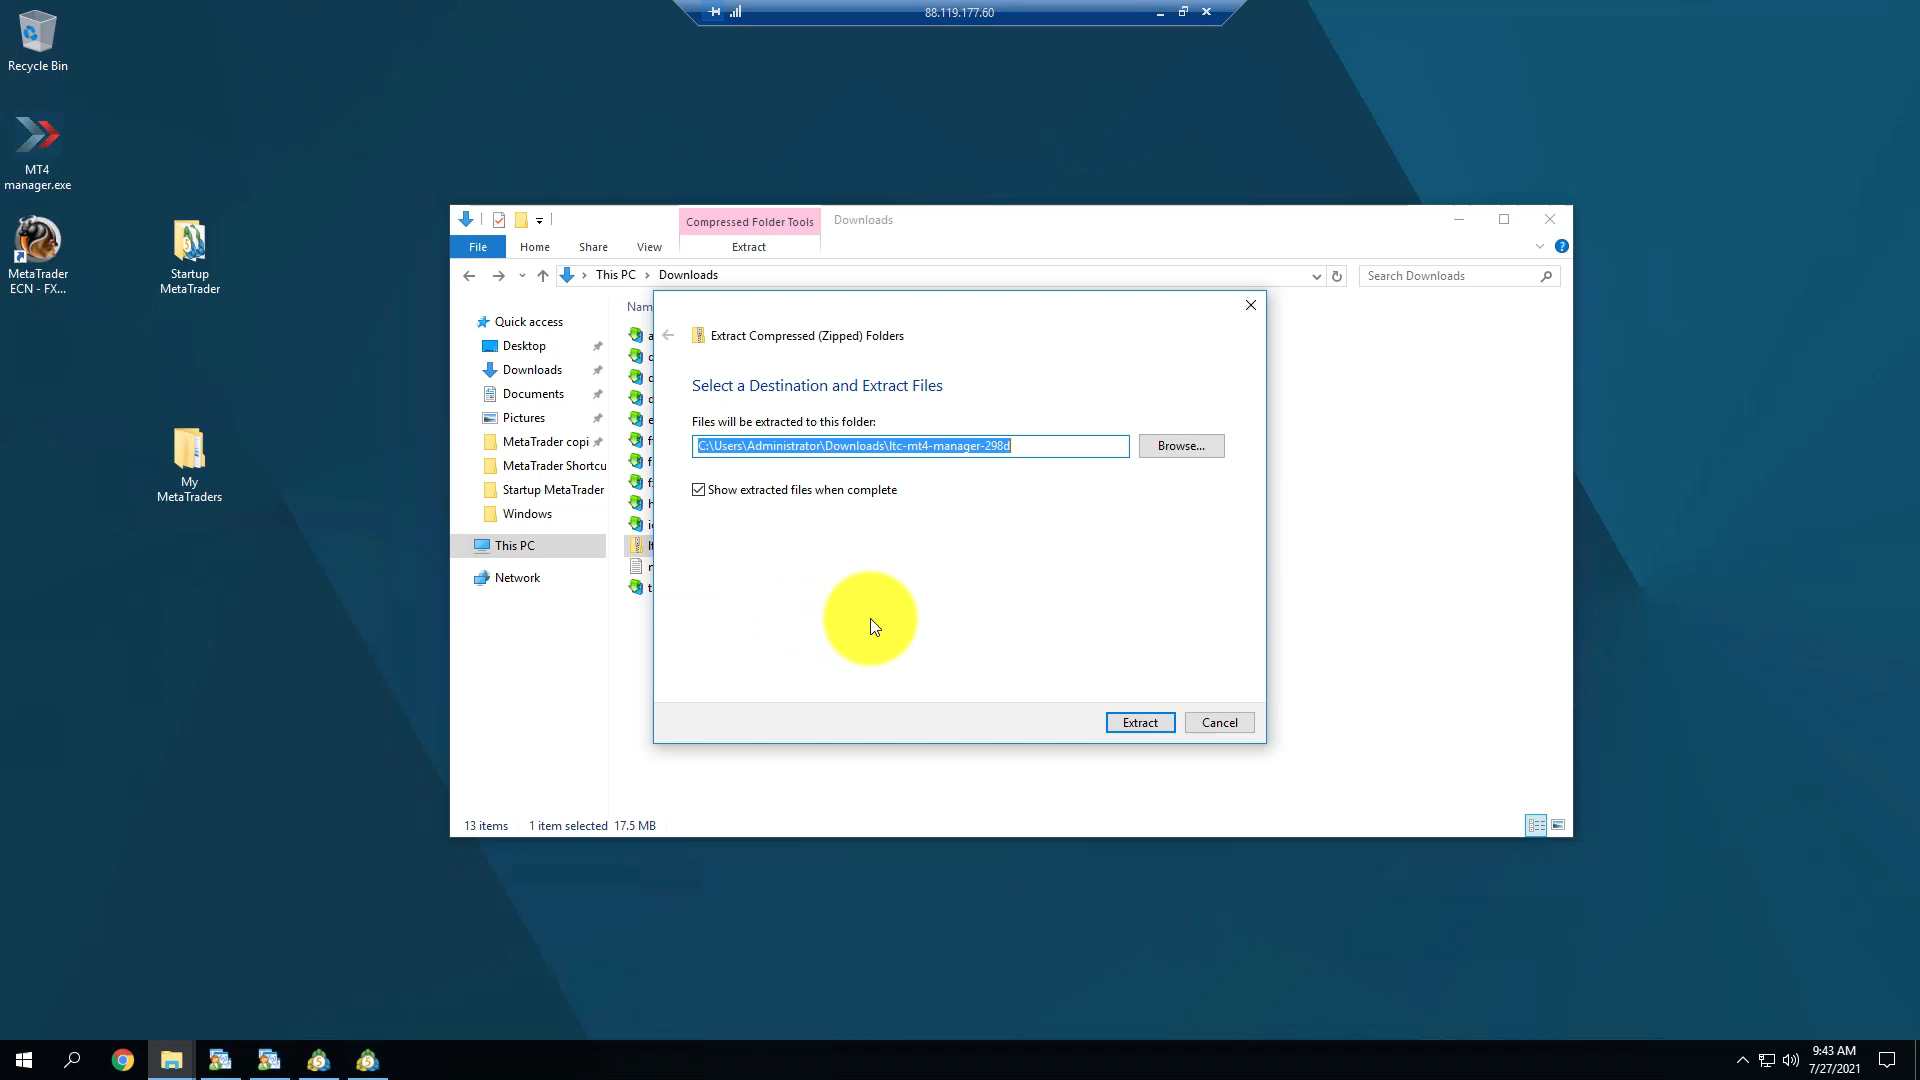 88.119.177.60
Recycle Bin
MT4
manager.exe
MetaTrader
ECN - FX...
Startup
MetaTrader
My
MetaTraders
Compressed Folder Tools
Downloads
File
Home
Share
View
Extract
This PC
Downloads
Search Downloads
Quick access
Desktop
Downloads
Documents
Pictures
MetaTrader copi
MetaTrader Shortcu
Startup MetaTrader
Windows
This PC
Network
Nam
Extract Compressed (Zipped) Folders
Select a Destination and Extract Files
Files will be extracted to this folder:
C:\Users\Administrator\Downloads\ltc-mt4-manager-298d
Browse...
Show extracted files when complete
Extract
Cancel
13 items
1 item selected 17.5 MB
9:43 AM
7/27/2021